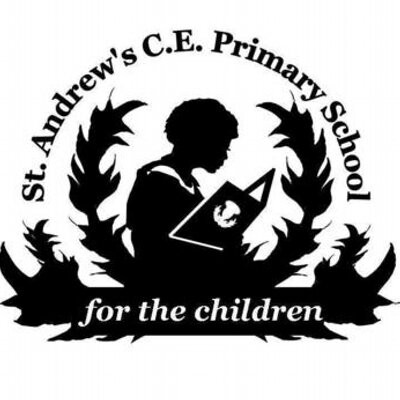 St. Andrew's C.E. Primary School
for the children